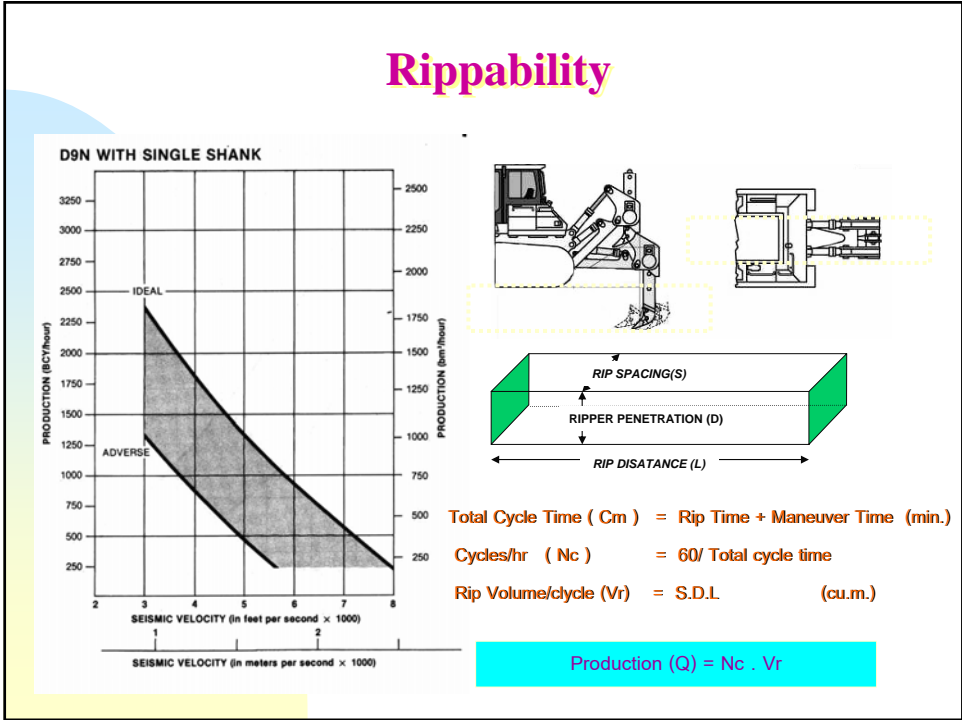 Rippability
D9N WITH SINGLE SHANK
3250
3000
2750
2500
2250
2000
1750
1500
1250
1000
750
500
250
PRODUCTION (BCY/hour)
IDEAL
ADVERSE
2500
2250
2000
1750
1500
1250
1000
750
500
250
PRODUCTION (bm³/hour)
2 3 4 5 6 7 8
SEISMIC VELOCITY (in feet per second × 1000)
1 2
SEISMIC VELOCITY (in meters per second × 1000)
RIP SPACING(S)
RIPPER PENETRATION (D)
RIP DISATANCE (L)
Total Cycle Time ( Cm ) = Rip Time + Maneuver Time (min.)
Cycles/hr ( Nc ) = 60/ Total cycle time
Rip Volume/clycle (Vr) = S.D.L (cu.m.)
Production (Q) = Nc . Vr